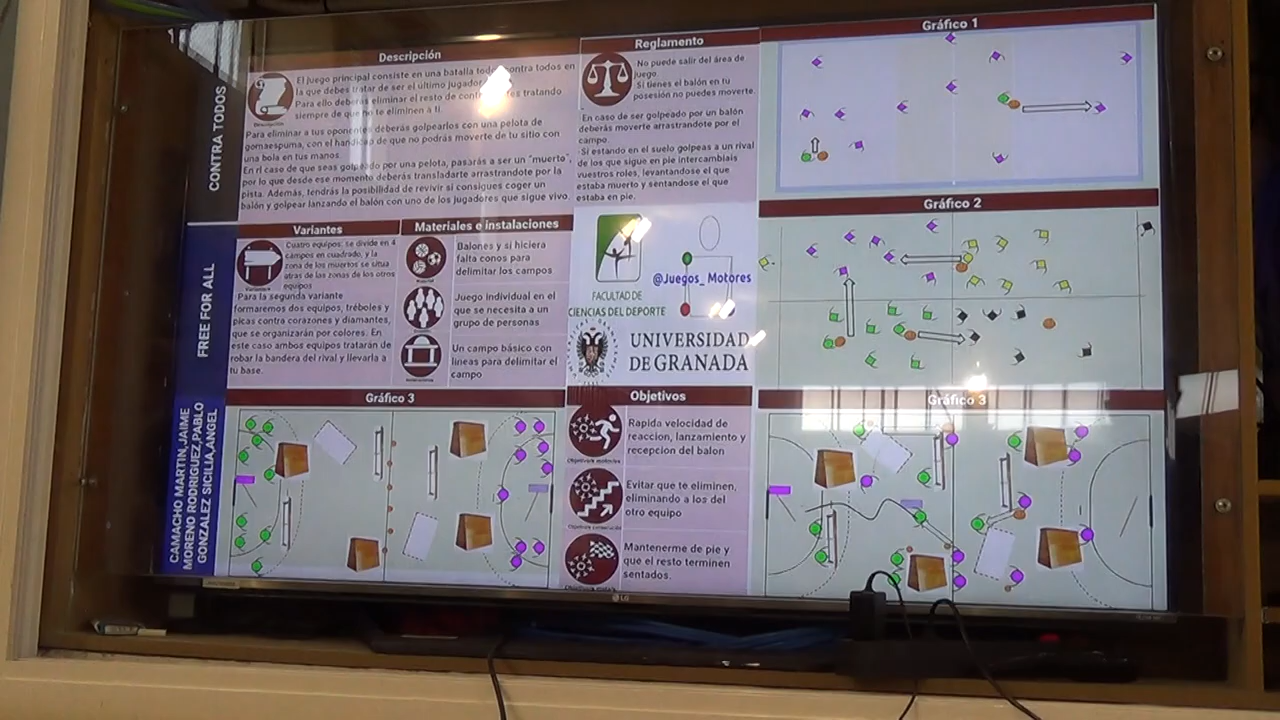 CONTRA TODOS
FREE FOR ALL
CAMACHO MARTIN,JAIME
MORENO RODRIGUEZ,PABLO
GONZALEZ SICILIA,ANGEL
Descripción
El juego principal consiste en una batalla todos contra todos en
la que debes tratar de ser el último jugador
Para ello deberás eliminar el resto de tratando
siempre de que no te eliminen a ti.
Para eliminar a tus oponentes deberás golpearlos con una pelota de
gomaespuma, con el handicap de que no podrás moverte de tu sitio con
una bola en tus manos.
En el caso de que seas golpeado por una pelota, pasarás a ser un "muerto",
por lo que desde ese momento deberás transladarte arrastrandote por la
pista. Además, tendrás la posibilidad de revivir si consigues coger un
balón y golpear lanzando el balón con uno de los jugadores que sigue vivo.
Reglamento
No puede salir del área de
juego
Si tienes el balón en tu
posesión no puedes moverte.
En caso de ser golpeado por un balón
deberás moverte arrastrandote por el
campo.
Si estando en el suelo golpeas a un rival
de los que sigue en pie intercambiais
vuestros roles, levantandose el que
estaba muerto y sentandose el que
estaba en pie.
Gráfico 1
Variantes
Cuatro equipos, se divide en 4
campos en cuadrado, y la
zona de los muertos se situa
atras de las zonas de los otros
equipos
Para la segunda variante
formaremos dos equipos, tréboles y
picas contra corazones y diamantes,
que se organizarán por colores. En
este caso ambos equipos tratarán de
robar la bandera del rival y llevarla a
tu base.
Materiales e instalaciones
Balones y si hiciera
falta conos para
delimitar los campos
Juego individual en el
que se necesita a un
grupo de personas
Un campo básico con
lineas para delimitar el
campo
@Juegos_Motores
FACULTAD DE
CIENCIAS DEL DEPORTE
UNIVERSIDAD
DE GRANADA
Gráfico 2
Gráfico 3
Objetivos
Rapida velocidad de
reaccion, lanzamiento y
recepcion del balon
Evitar que te eliminen,
eliminando a los del
otro equipo
Mantenerme de pie y
que el resto terminen
sentados.
Gráfico 3
LG